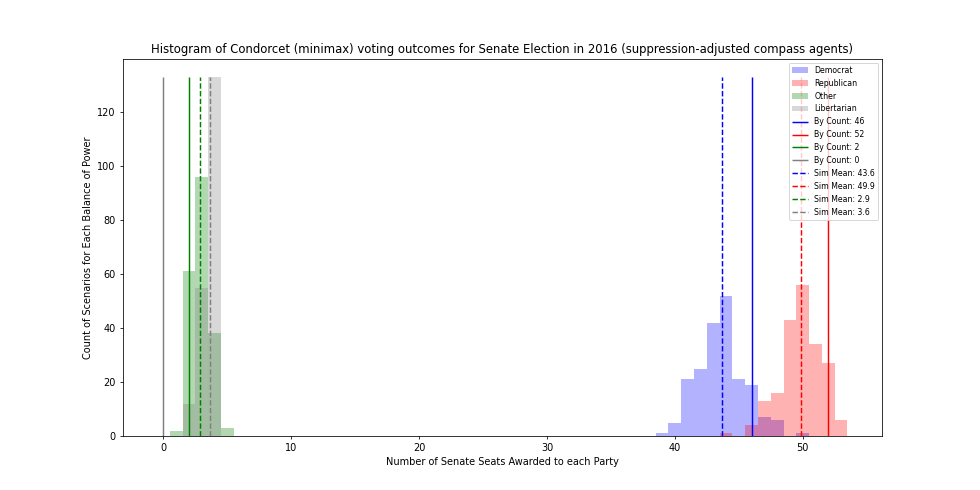 Histogram of Condorcet (minimax) voting outcomes for Senate Election in 2016 (suppression-adjusted compass agents)
Democrat
Republican
Other
Libertarian
By Count: 46
By Count: 52
By Count: 2
By Count: 0
Sim Mean: 43.6
Sim Mean: 49.9
Sim Mean: 2.9
Sim Mean: 3.6
Count of Scenarios for Each Balance of Power
120
100
80
60
40
20
0
0 10 20 30 40 50
Number of Senate Seats Awarded to each Party